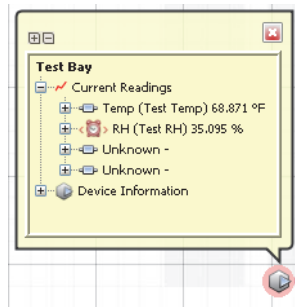 Test Bay
Current Readings
Temp (Test Temp) 68.871 °F
RH (Test RH) 35.095 %
Unknown -
Unknown -
Device Information